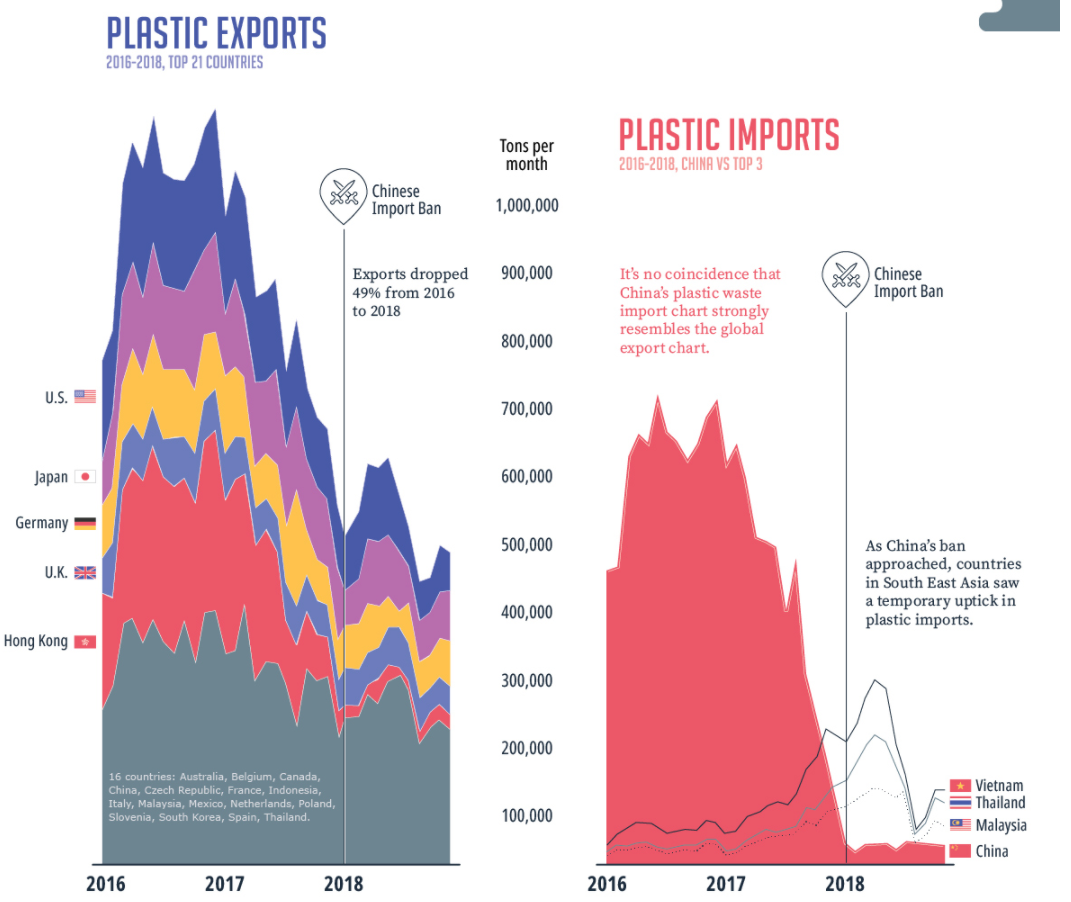 PLASTIC EXPORTS
2016-2018, TOP 21 COUNTRIES
Chinese
Import Ban
Exports dropped
49% from 2016
to 2018
U.S.
Japan
Germany
U.K.
Hong Kong
16 countries: Australia, Belgium, Canada,
China, Czech Republic, France, Indonesia,
Italy, Malaysia, Mexico, Netherlands, Poland,
Slovenia, South Korea, Spain, Thailand.
2016
2017
2018
Tons per
month
1,000,000
900,000
800,000
700,000
600,000
500,000
400,000
300,000
200,000
100,000
PLASTIC IMPORTS
2016-2018, CHINA VS TOP 3
It's no coincidence that
China's plastic waste
import chart strongly
resembles the global
export chart.
Chinese
Import Ban
As China's ban
approached, countries
in South East Asia saw
a temporary uptick in
plastic imports.
Vietnam
Thailand
Malaysia
China
2016
2017
2018